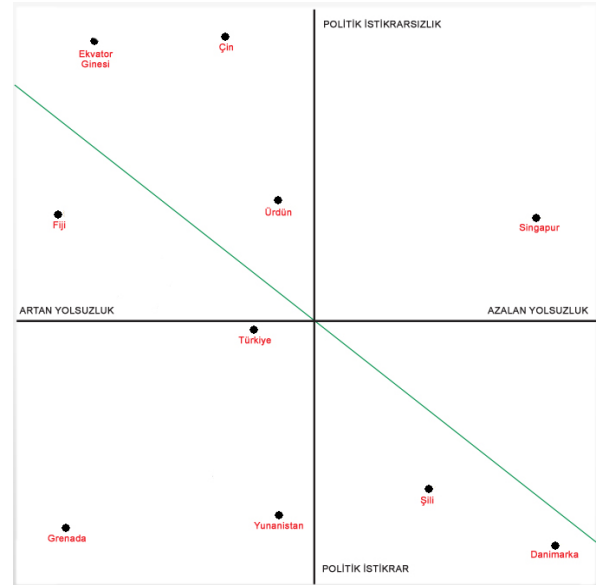 POLİTİK İSTİKRARSIZLIK
Ekvator
Ginesi
Çin
Ürdün
Fiji
Singapur
ARTAN YOLSUZLUK
AZALAN YOLSUZLUK
Türkiye
Şili
Yunanistan
Grenada
Danimarka
POLİTİK İSTİKRAR